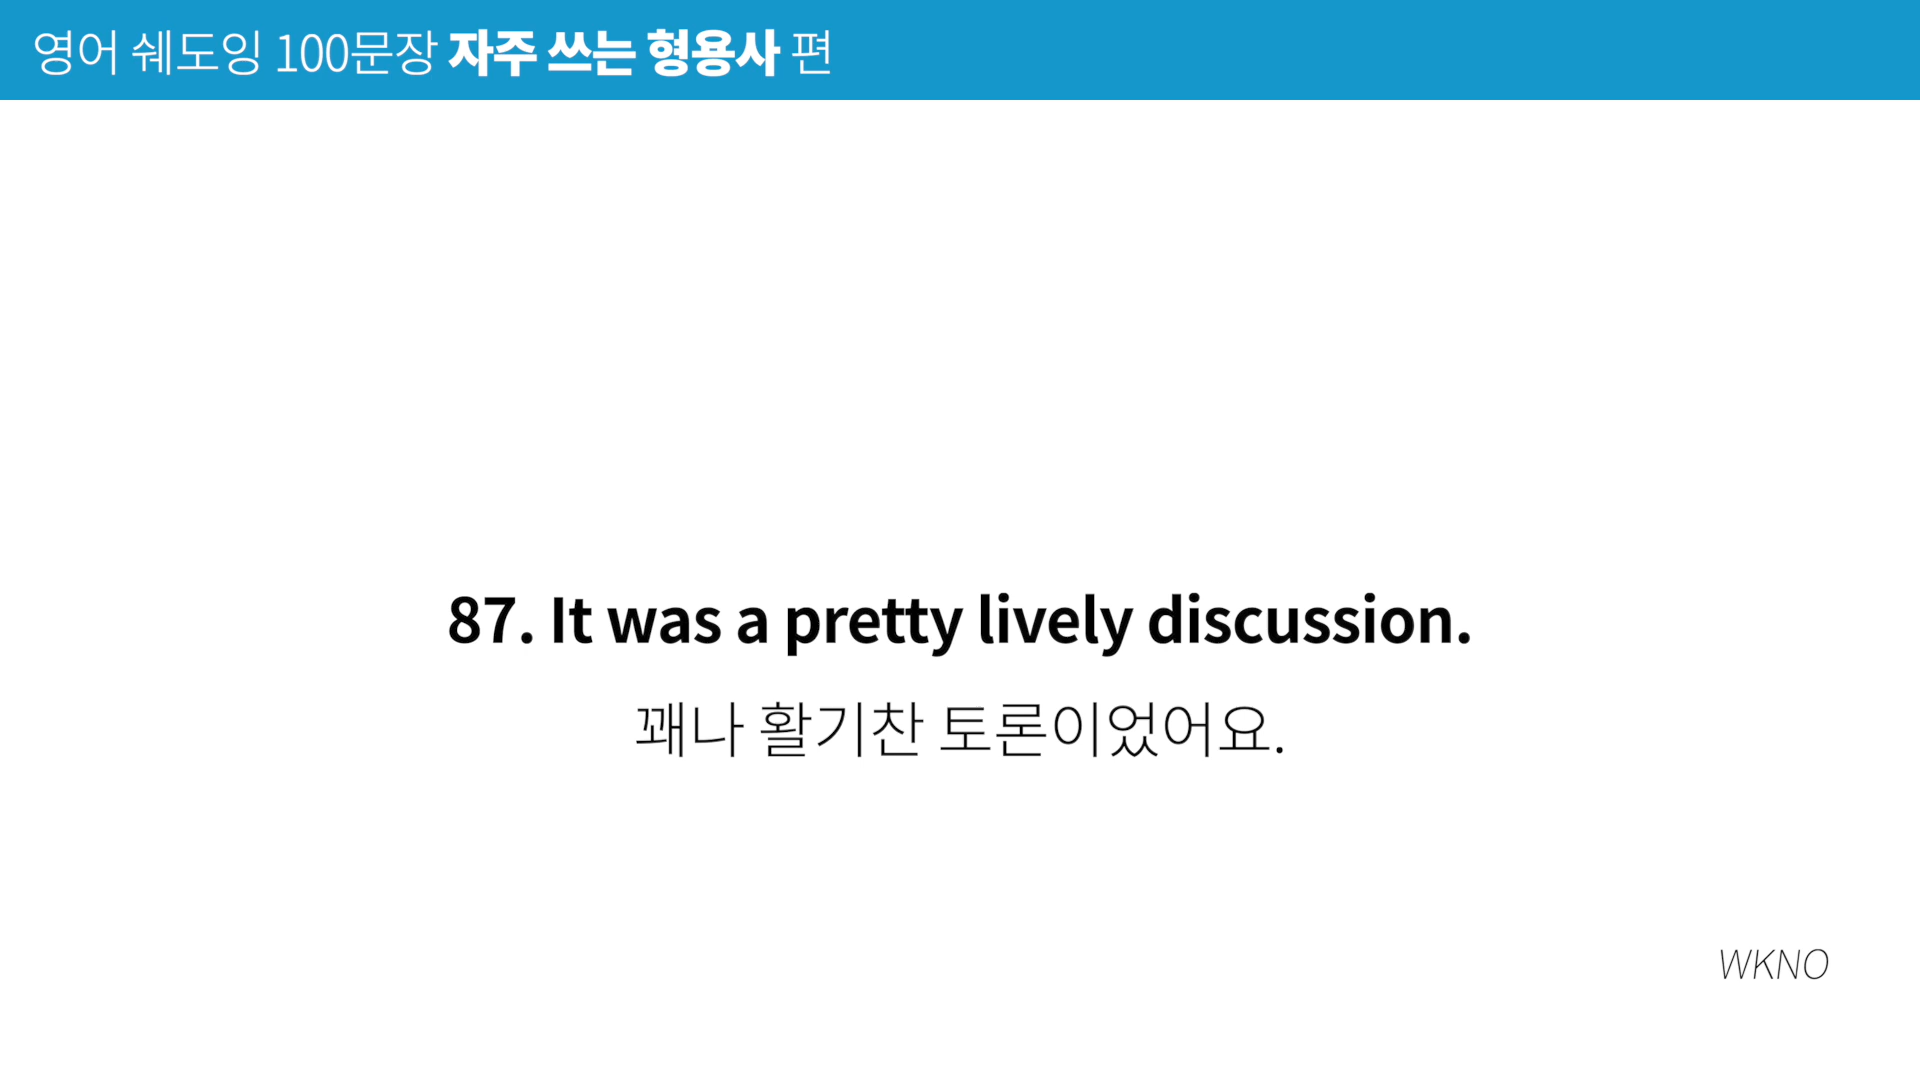 영어 쉐도잉 100문장 자주 쓰는 형용사 편
87. It was a pretty lively discussion.
꽤나 활기찬 토론이었어요.
WKNO